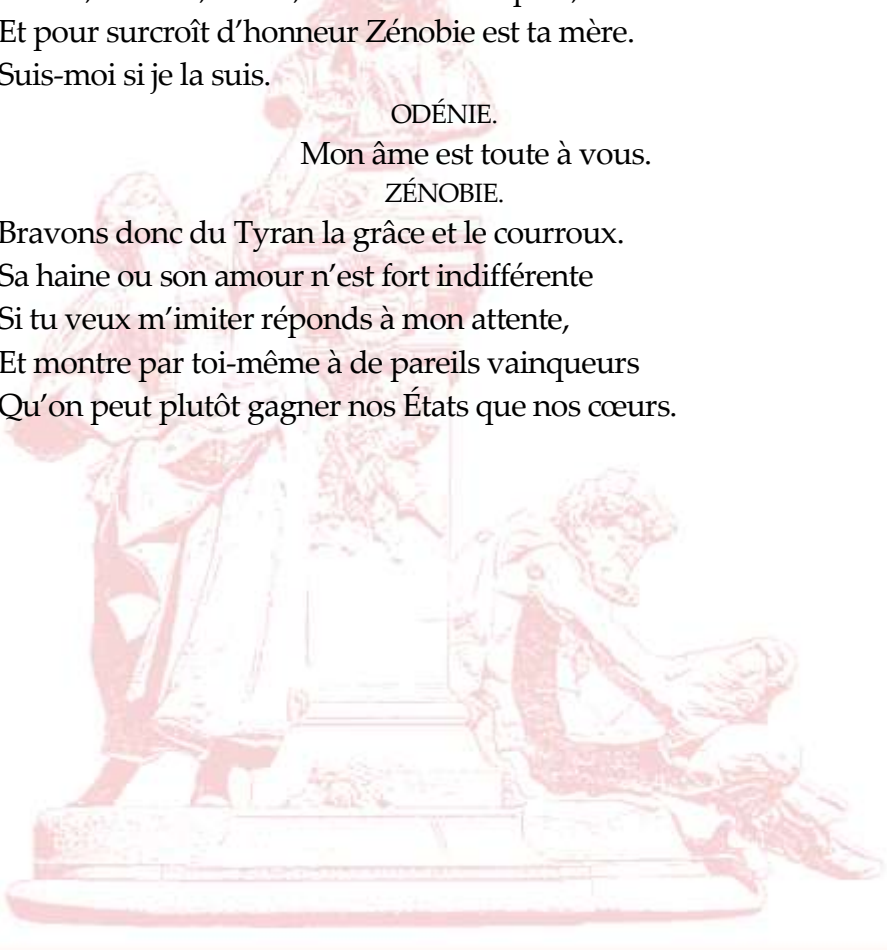 Et pour surcroît d’honneur Zénobie est ta mère.
Suis-moi si je la suis.
ODÉNIE.
Mon âme est toute à vous.
ZÉNOBIE.
Bravons donc du Tyran la grâce et le courroux.
Sa haine ou son amour n’est fort indifférente
Si tu veux m’imiter réponds à mon attente,
Et montre par toi-même à de pareils vainqueurs
Qu’on peut plutôt gagner nos États que nos cœurs.